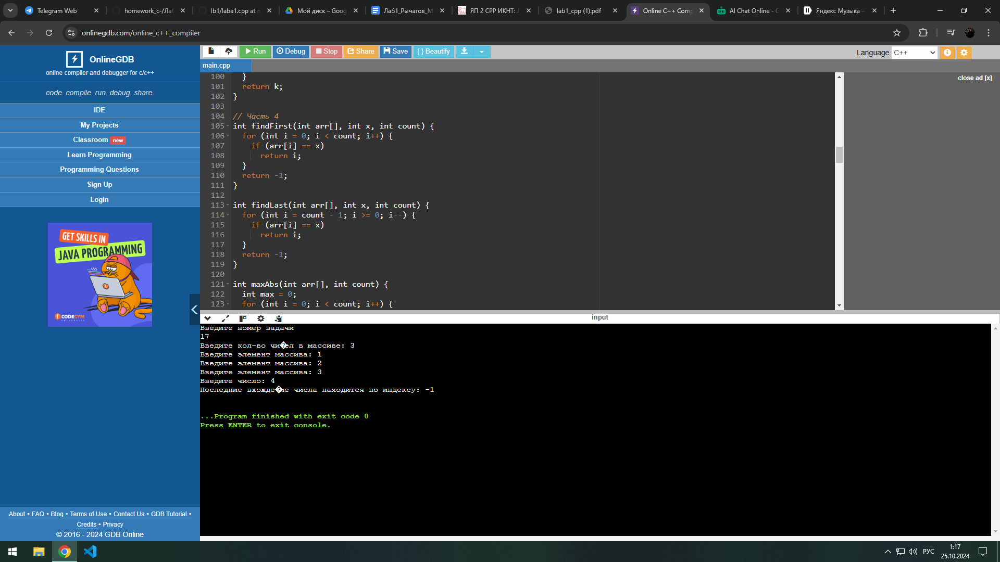 Telegram Web
homework_c-/Лаб
lb1/laba1.cpp at m
Мой диск – Goog
Лаб1_Рычагов_М
ЯП 2 СРР ИКНТ: Л
lab1_cpp (1).pdf
Online C++ Comp
AI Chat Online - G
Яндекс Музыка —
onlinegdb.com/online_c++_compiler
OnlineGDB
online compiler and debugger for c/c++
code. compile. run. debug. share.
IDE
My Projects
Classroom new
Learn Programming
Programming Questions
Sign Up
Login
GET SKILLS IN
JAVA PROGRAMMING
CODEGYM
UNIVERSITY
About • FAQ • Blog • Terms of Use • Contact Us • GDB Tutorial •
Credits • Privacy
© 2016 - 2024 GDB Online
Run Debug Stop Share Save { } Beautify
Language C++
main.cpp
close ad [x]
100 }
101 return k;
102 }
103
104 // Часть 4
105 int findFirst(int arr[], int x, int count) {
106 for (int i = 0; i < count; i++) {
107 if (arr[i] == x)
108 return i;
109 }
110 return -1;
111 }
112
113 int findLast(int arr[], int x, int count) {
114 for (int i = count - 1; i >= 0; i--) {
115 if (arr[i] == x)
116 return i;
117 }
118 return -1;
119 }
120
121 int maxAbs(int arr[], int count) {
122 int max = 0;
123 for (int i = 0; i < count; i++) {
input
Введите номер задачи
17
Введите кол-во чи�ел в массиве: 3
Введите элемент массива: 1
Введите элемент массива: 2
Введите элемент массива: 3
Введите число: 4
Последние вхожде�ие числа находится по индексу: -1
...Program finished with exit code 0
Press ENTER to exit console.
РУС
1:17
25.10.2024